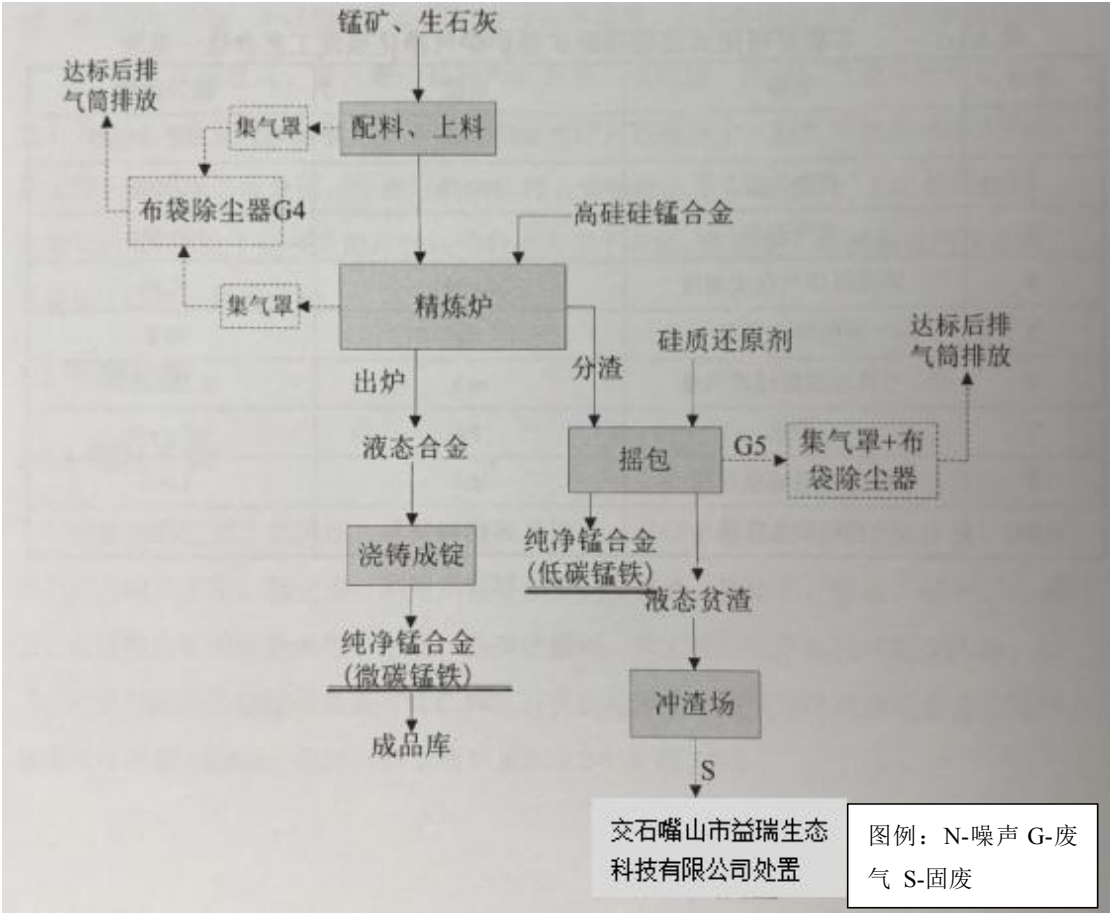 锰矿、生石灰
达标后排
气筒排放
集气罩
配料、上料
布袋除尘器G4
高硅硅锰合金
集气罩
精炼炉
硅质还原剂
达标后排
气筒排放
出炉
分渣
液态合金
摇包
G5
集气罩+布
袋除尘器
浇铸成锭
纯净锰合金
(低碳锰铁)
液态贫渣
纯净锰合金
(微碳锰铁)
冲渣场
成品库
S
交石嘴山市益瑞生态
科技有限公司处置
图例：N-噪声 G-废
气 S-固废